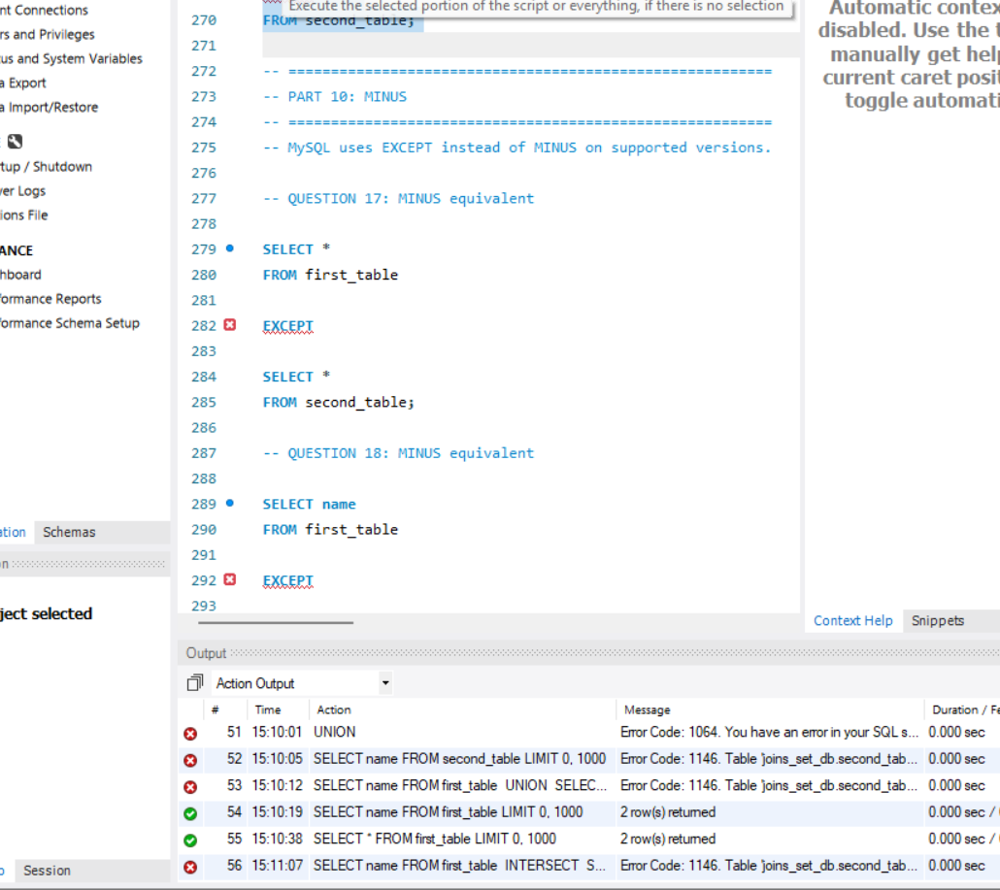 nt Connections
rs and Privileges
us and System Variables
a Export
a Import/Restore
tup / Shutdown
ver Logs
ions File
ANCE
hboard
formance Reports
formance Schema Setup
ation Schemas
ject selected
Session
Execute the selected portion of the script or everything, if there is no selection
270 FROM second_table;
271
272 -- =========================================================
273 -- PART 10: MINUS
274 -- =========================================================
275 -- MySQL uses EXCEPT instead of MINUS on supported versions.
276
277 -- QUESTION 17: MINUS equivalent
278
279 SELECT *
280 FROM first_table
281
282 EXCEPT
283
284 SELECT *
285 FROM second_table;
286
287 -- QUESTION 18: MINUS equivalent
288
289 SELECT name
290 FROM first_table
291
292 EXCEPT
293
Automatic contex
disabled. Use the t
manually get help
current caret posit
toggle automati
Context Help Snippets
Output
Action Output
# Time Action Message Duration / Fe
51 15:10:01 UNION Error Code: 1064. You have an error in your SQL s... 0.000 sec
52 15:10:05 SELECT name FROM second_table LIMIT 0, 1000 Error Code: 1146. Table 'joins_set_db.second_tab... 0.000 sec
53 15:10:12 SELECT name FROM first_table UNION SELEC... Error Code: 1146. Table 'joins_set_db.second_tab... 0.000 sec
54 15:10:19 SELECT name FROM first_table LIMIT 0, 1000 2 row(s) returned 0.000 sec /
55 15:10:38 SELECT * FROM first_table LIMIT 0, 1000 2 row(s) returned 0.000 sec /
56 15:11:07 SELECT name FROM first_table INTERSECT S... Error Code: 1146. Table 'joins_set_db.second_tab... 0.000 sec